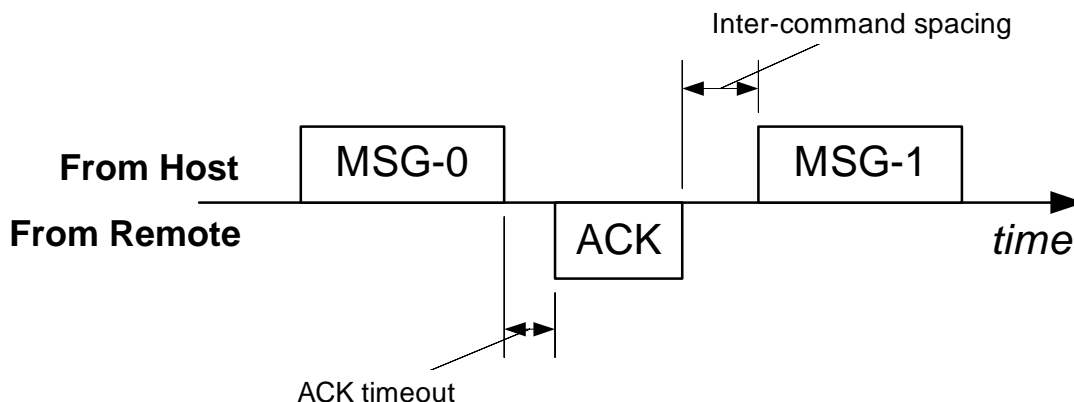 Inter-command spacing
From Host
MSG-0
MSG-1
From Remote
ACK
time
ACK timeout